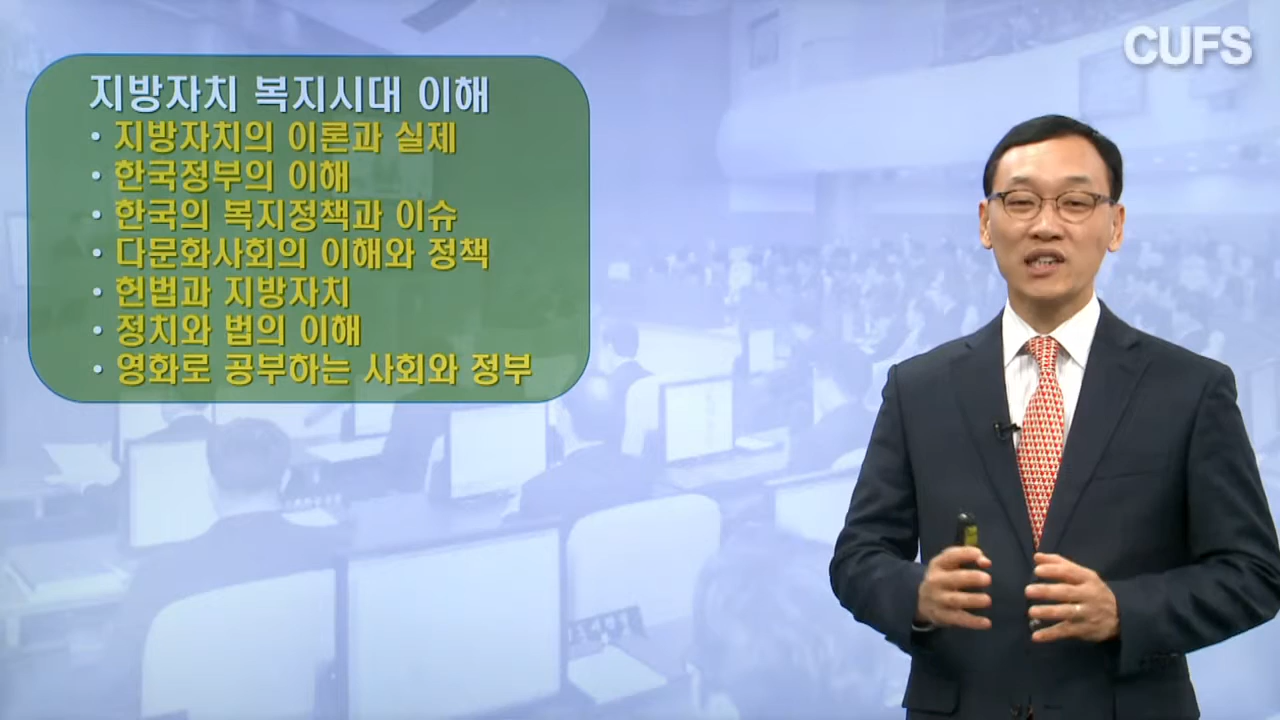 CUFS
지방자치 복지시대 이해
• 지방자치의 이론과 실제
• 한국정부의 이해
• 한국의 복지정책과 이슈
• 다문화사회의 이해와 정책
• 헌법과 지방자치
• 정치와 법의 이해
• 영화로 공부하는 사회와 정부